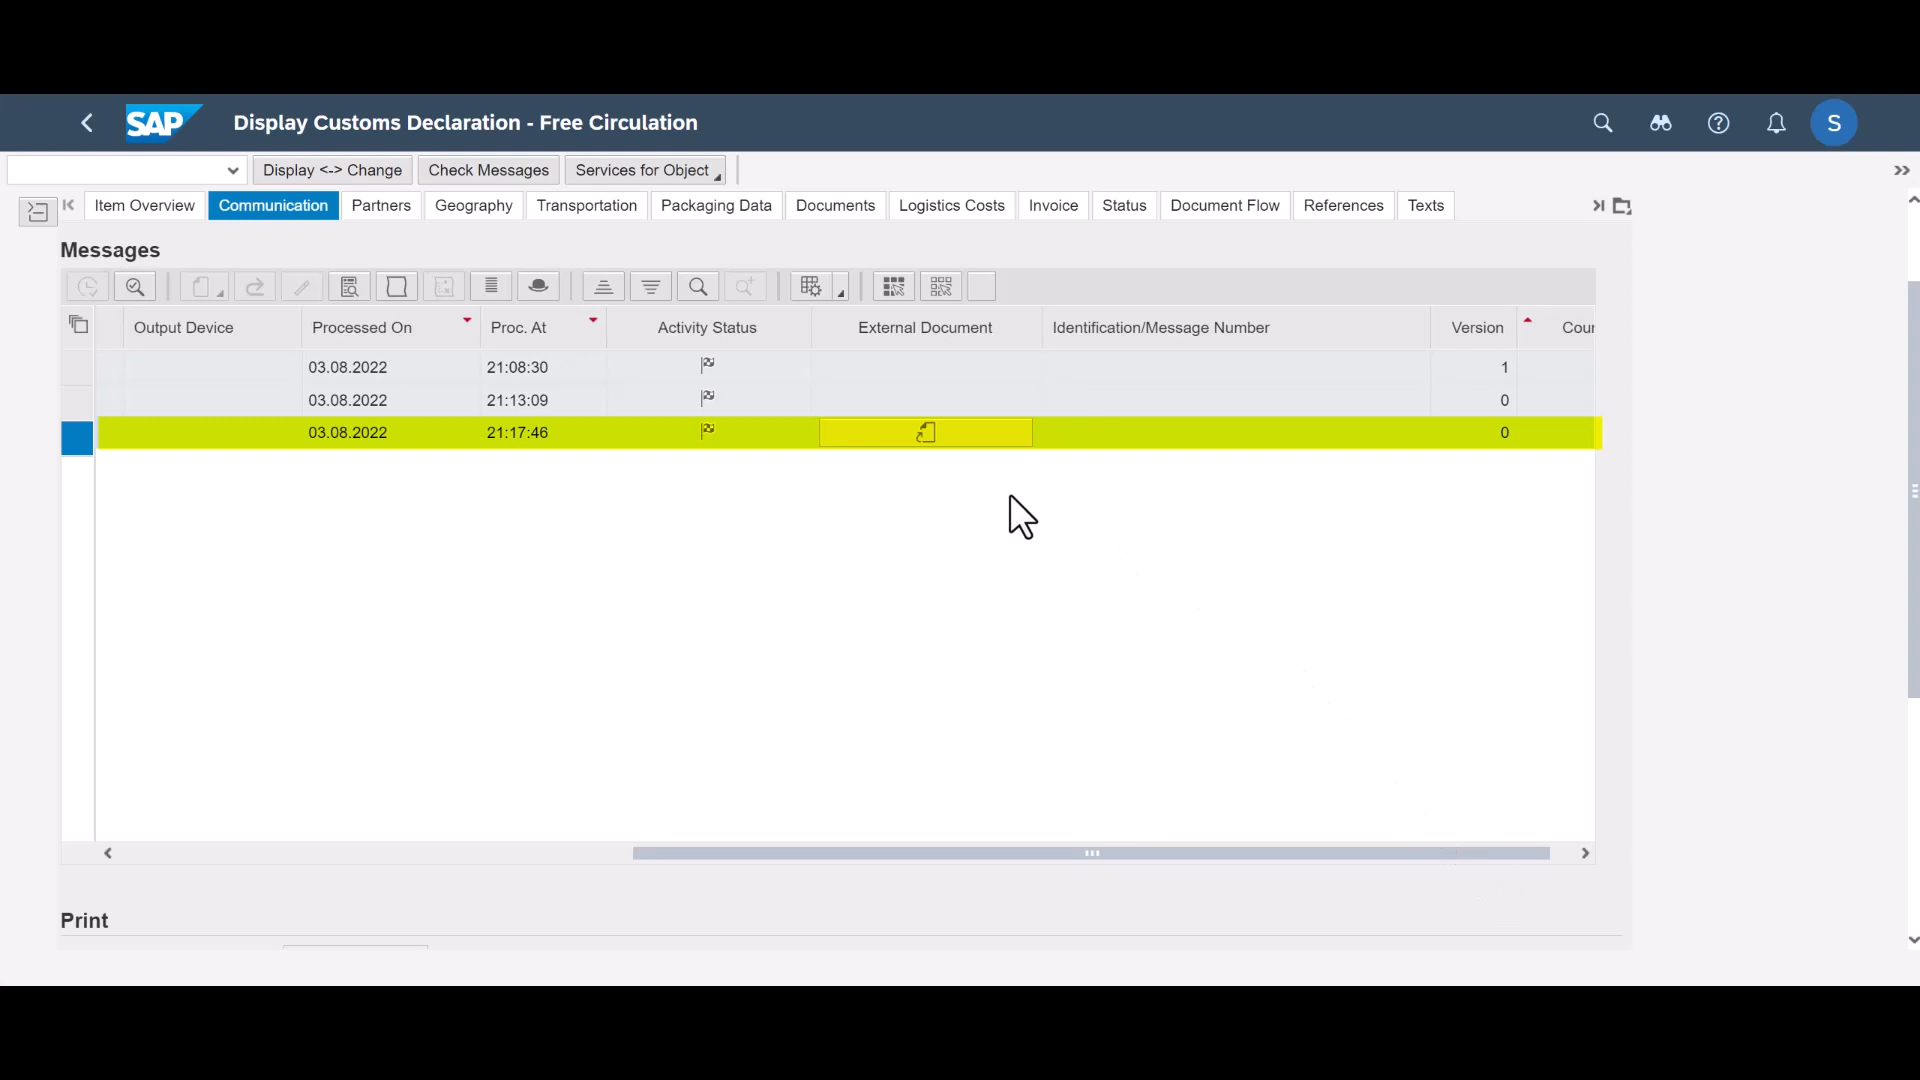 SAP Display Customs Declaration - Free Circulation S
Display <-> Change Check Messages Services for Object
Item Overview Communication Partners Geography Transportation Packaging Data Documents Logistics Costs Invoice Status Document Flow References Texts
Messages
Output Device Processed On Proc. At Activity Status External Document Identification/Message Number Version Cour
03.08.2022 21:08:30 1
03.08.2022 21:13:09 0
03.08.2022 21:17:46 0
Print